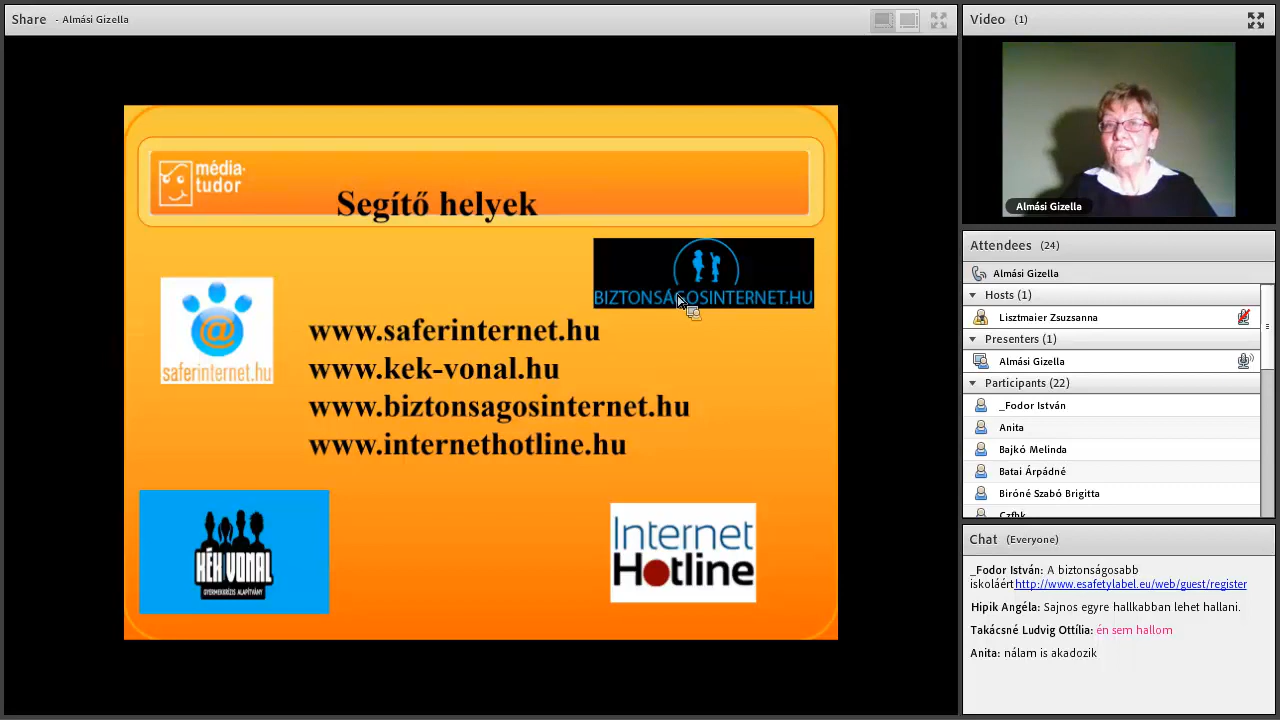 Share - Almási Gizella
média-
tudor
Segítő helyek
BIZTONSÁGOSINTERNET.HU
@
saferinternet.hu
www.saferinternet.hu
www.kek-vonal.hu
www.biztonsagosinternet.hu
www.internethotline.hu
KÉK VONAL
GYERMEKKRÍZIS ALAPÍTVÁNY
Internet
Hotline
Video (1)
Almási Gizella
Attendees (24)
Almási Gizella
Hosts (1)
Lisztmaier Zsuzsanna
Presenters (1)
Almási Gizella
Participants (22)
_Fodor István
Anita
Bajkó Melinda
Batai Árpádné
Biróné Szabó Brigitta
Czfbk
Chat (Everyone)
_Fodor István: A biztonságosabb
iskoláért http://www.esafetylabel.eu/web/guest/register
Hipik Angéla: Sajnos egyre hallkabban lehet hallani.
Takácsné Ludvig Ottília: én sem hallom
Anita: nálam is akadozik